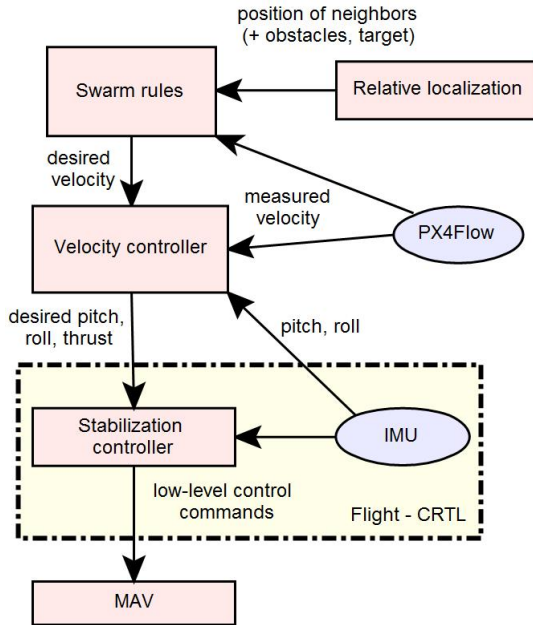 position of neighbors
(+ obstacles, target)
Swarm rules
Relative localization
desired
velocity
measured
velocity
PX4Flow
Velocity controller
desired pitch,
roll, thrust
pitch, roll
Stabilization
controller
IMU
low-level control
commands
Flight - CRTL
MAV